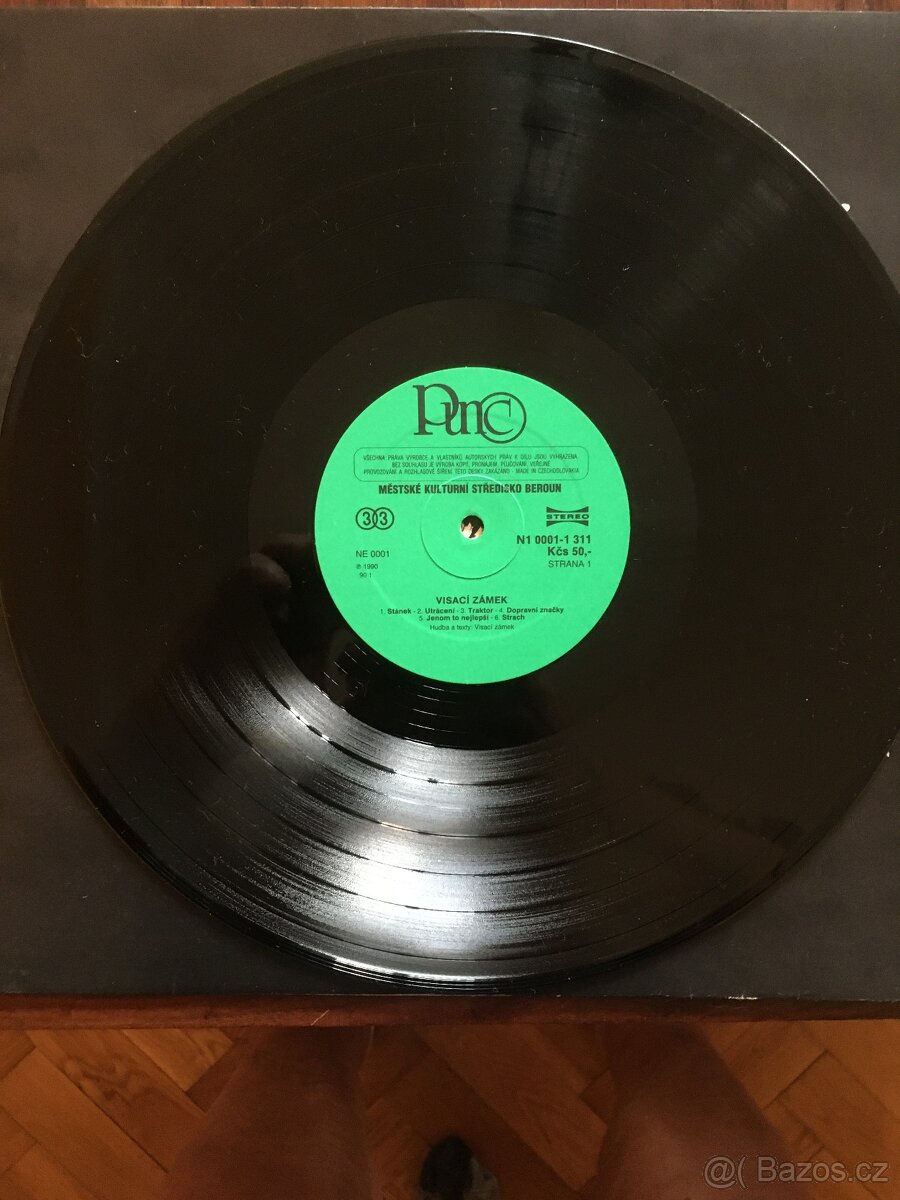 Punc
VŠECHNA PRÁVA VÝROBCE A VLASTNÍKŮ AUTORSKÝCH PRÁV K DÍLU JSOU VYHRAZENA.
BEZ SOUHLASU JE VÝROBA KOPIÍ, PRONÁJEM, PŮJČOVÁNÍ, VEŘEJNÉ
PROVOZOVÁNÍ A ROZHLASOVÉ ŠÍŘENÍ TÉTO DESKY ZAKÁZÁNO - MADE IN CZECHOSLOVAKIA
MĚSTSKÉ KULTURNÍ STŘEDISKO BEROUN
33
STEREO
N1 0001-1 311
NE 0001
Kčs 50,-
℗ 1990
STRANA 1
90 1
VISACÍ ZÁMEK
1. Stánek - 2. Utrácení - 3. Traktor - 4. Dopravní značky
5. Jenom to nejlepší - 6. Strach
Hudba a texty: Visací zámek
@( Bazos.cz